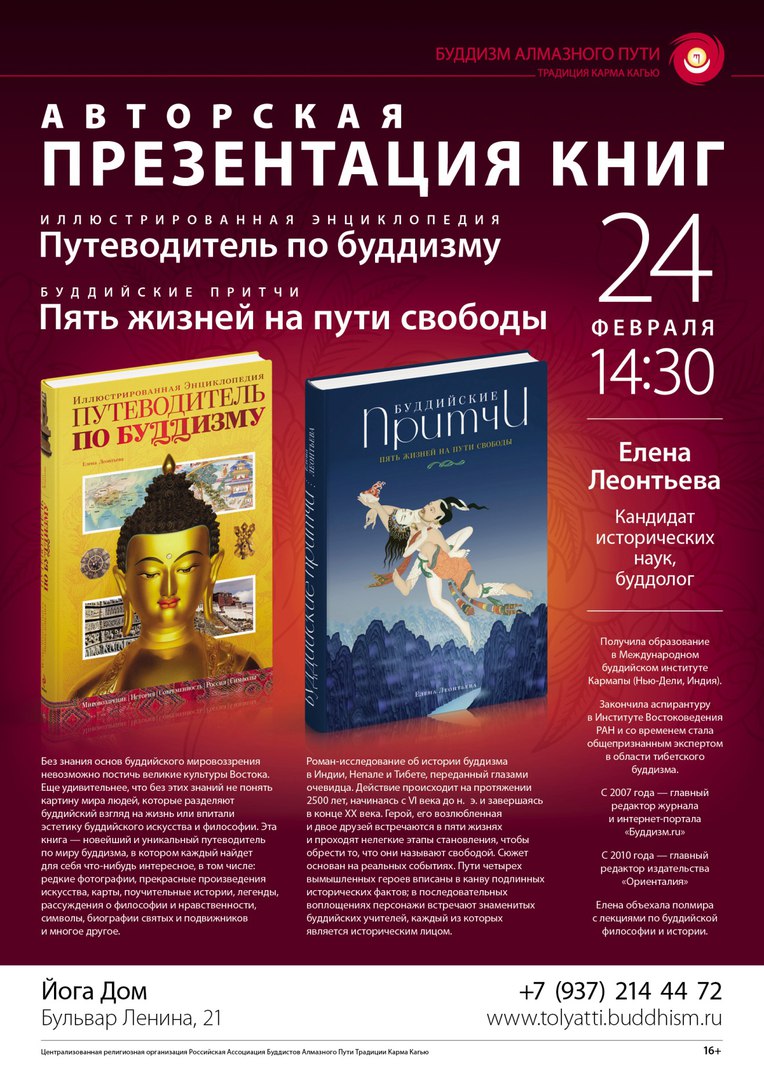 БУДДИЗМ АЛМАЗНОГО ПУТИ
ТРАДИЦИЯ КАРМА КАГЬЮ
АВТОРСКАЯ
ПРЕЗЕНТАЦИЯ КНИГ
ИЛЛЮСТРИРОВАННАЯ ЭНЦИКЛОПЕДИЯ
Путеводитель по буддизму
БУДДИЙСКИЕ ПРИТЧИ
Пять жизней на пути свободы
24
ФЕВРАЛЯ
14:30
Елена
Леонтьева
Кандидат
исторических
наук,
буддолог
Получила образование
в Международном
буддийском институте
Кармапы (Нью-Дели, Индия).
Закончила аспирантуру
в Институте Востоковедения
РАН и со временем стала
общепризнанным экспертом
в области тибетского
буддизма.
С 2007 года — главный
редактор журнала
и интернет-портала
«Буддизм.ru»
С 2010 года — главный
редактор издательства
«Ориенталия»
Елена объехала полмира
с лекциями по буддийской
философии и истории.
Иллюстрированная Энциклопедия
ПУТЕВОДИТЕЛЬ
ПО БУДДИЗМУ
Елена Леонтьева
Мировоззрение | История | Современность | Россия | Символы
БУДДИЙСКИЕ
ПРИТЧИ
ПЯТЬ ЖИЗНЕЙ НА ПУТИ СВОБОДЫ
Елена Леонтьева
Буддийские притчи
Леонтьева
Без знания основ буддийского мировоззрения
невозможно постичь великие культуры Востока.
Еще удивительнее, что без этих знаний не понять
картину мира людей, которые разделяют
буддийский взгляд на жизнь или впитали
эстетику буддийского искусства и философии. Эта
книга — новейший и уникальный путеводитель
по миру буддизма, в котором каждый найдет
для себя что-нибудь интересное, в том числе:
редкие фотографии, прекрасные произведения
искусства, карты, поучительные истории, легенды,
рассуждения о философии и нравственности,
символы, биографии святых и подвижников
и многое другое.
Роман-исследование об истории буддизма
в Индии, Непале и Тибете, переданный глазами
очевидца. Действие происходит на протяжении
2500 лет, начинаясь с VI века до н. э. и завершаясь
в конце XX века. Герой, его возлюбленная
и двое друзей встречаются в пяти жизнях
и проходят нелегкие этапы становления, чтобы
обрести то, что они называют свободой. Сюжет
основан на реальных событиях. Пути четырех
вымышленных героев вписаны в канву подлинных
исторических фактов; в последовательных
воплощениях персонажи встречают знаменитых
буддийских учителей, каждый из которых
является историческим лицом.
Йога Дом
Бульвар Ленина, 21
+7 (937) 214 44 72
www.tolyatti.buddhism.ru
Централизованная религиозная организация Российская Ассоциация Буддистов Алмазного Пути Традиции Карма Кагью
16+